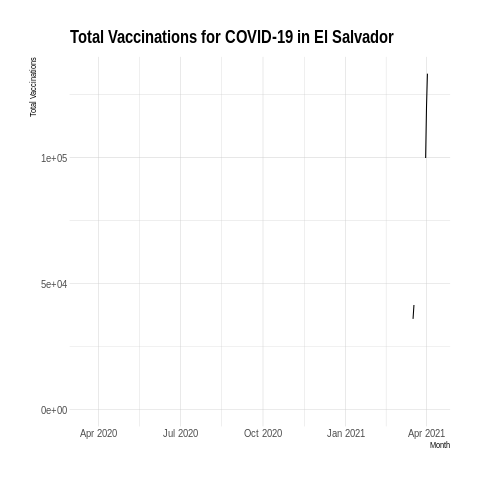 Total Vaccinations for COVID-19 in El Salvador
Total Vaccinations
1e+05
5e+04
0e+00
Apr 2020 Jul 2020 Oct 2020 Jan 2021 Apr 2021
Month